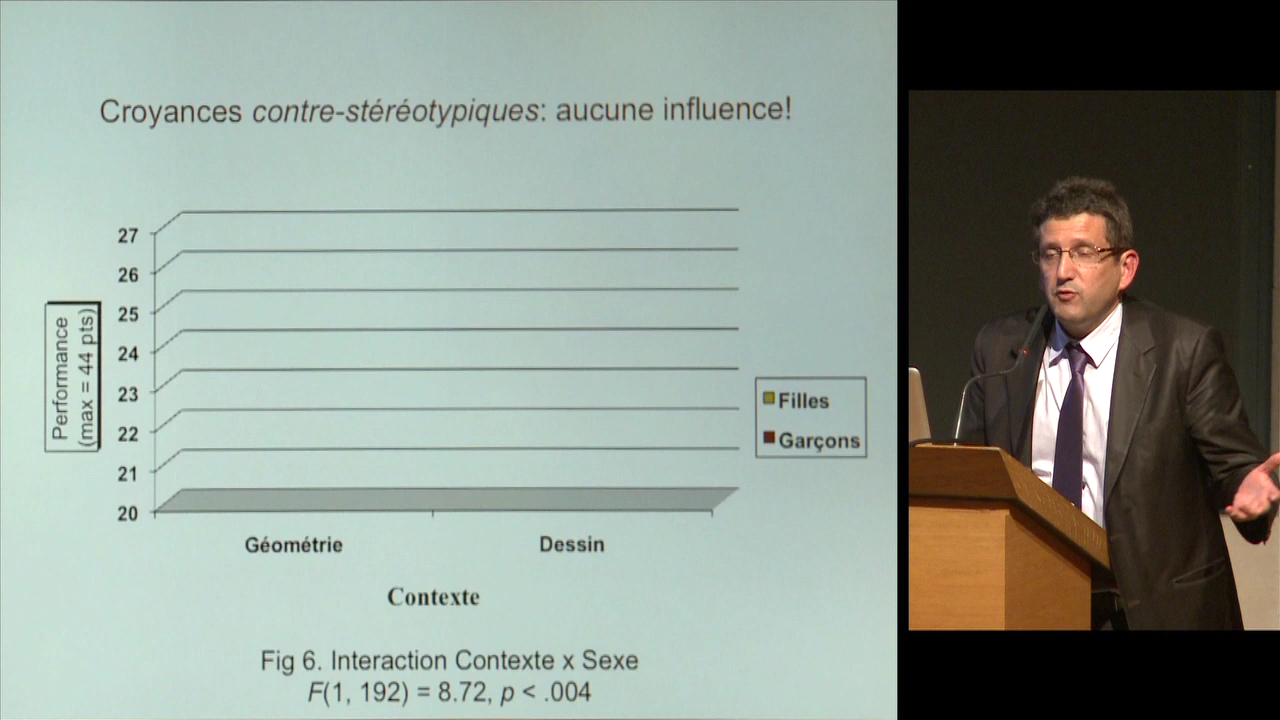 Croyances contre-stéréotypiques: aucune influence!
27
26
25
24
23
22
21
20
Performance
(max = 44 pts)
Filles
Garçons
Géométrie
Dessin
Contexte
Fig 6. Interaction Contexte x Sexe
F(1, 192) = 8.72, p < .004